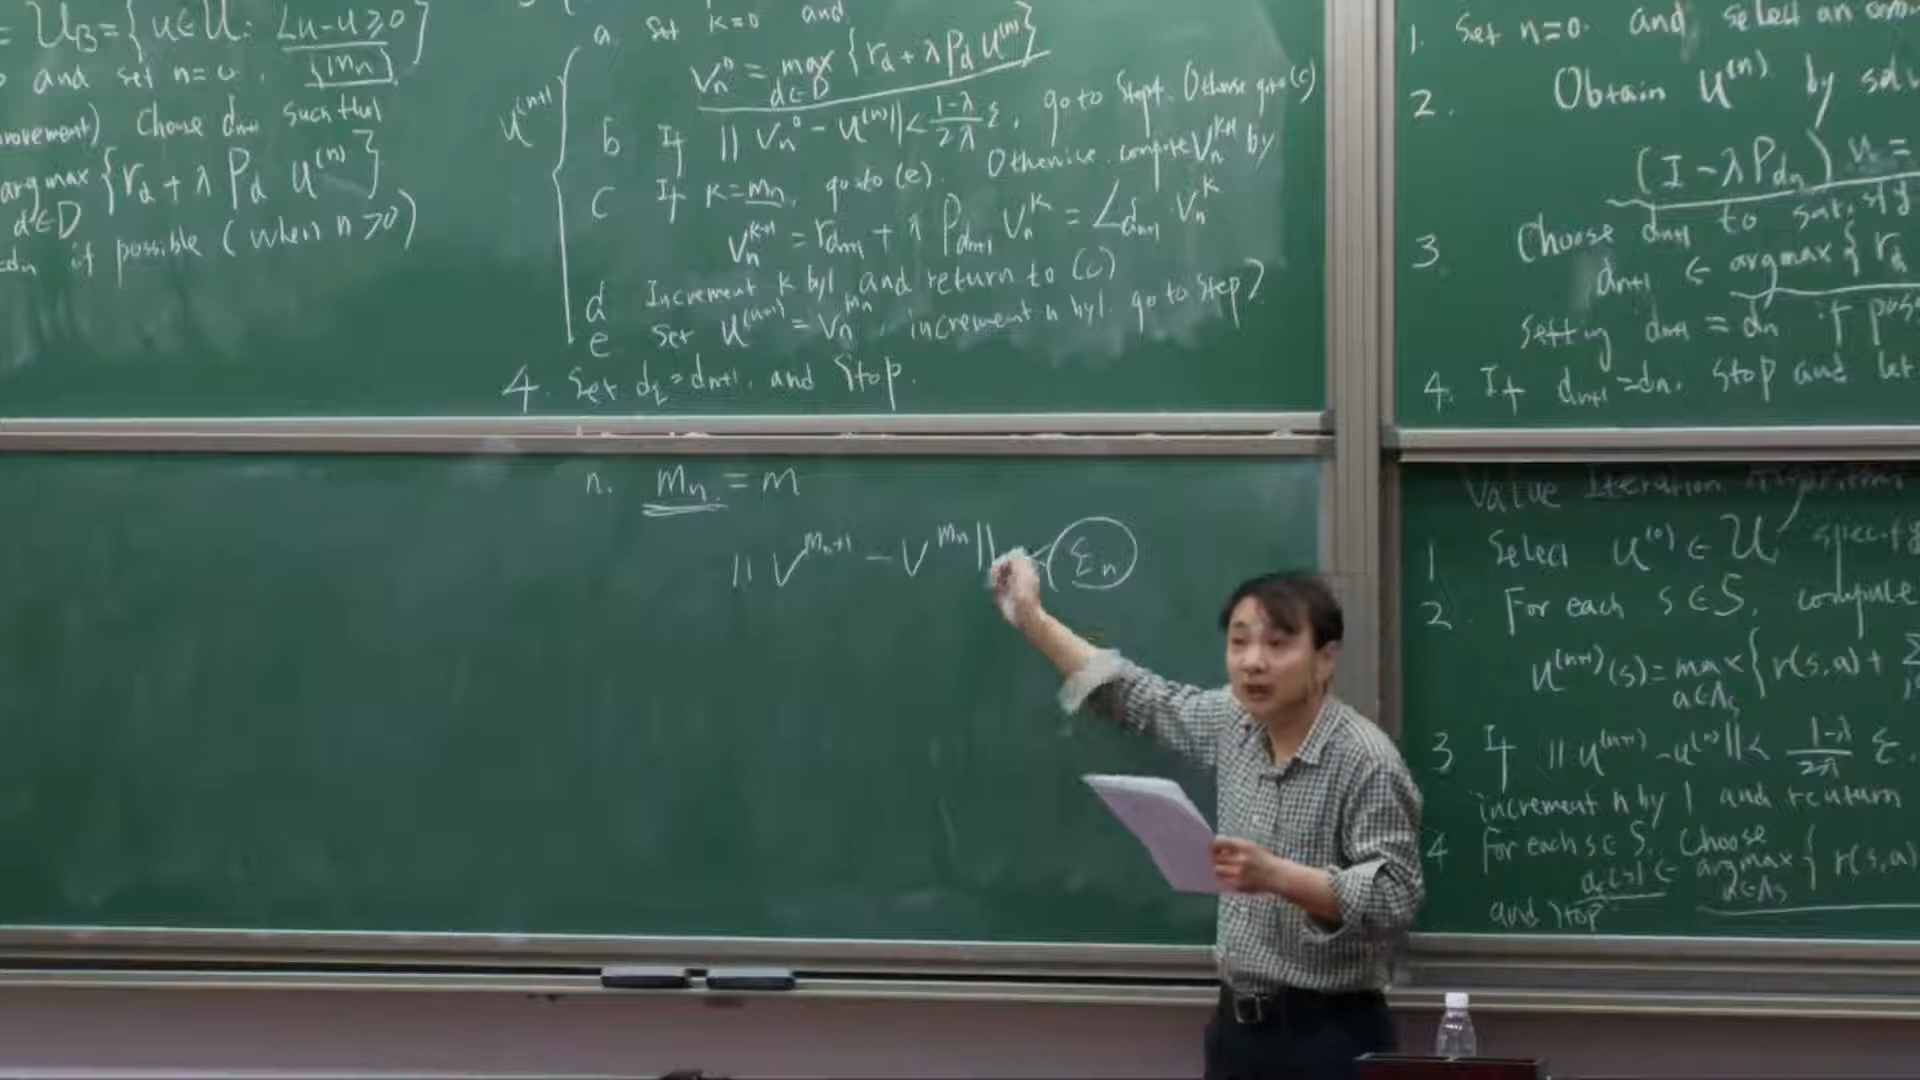 = U_B = {u ∈ U : Lu - u ≥ 0}
and set n = 0 . {m_n}
Choose d_{n+1} such that
argmax {r_d + λ P_d u^{(n)}}
d∈D
if possible (when n > 0)
a. Set k=0 and
u^{(n+1)}
V_n^0 = max {r_d + λ P_d u^{(n)}}
d∈D
b If || V_n^0 - u^{(n)} || < \frac{1-λ}{2λ} ε, go to Step 4. Otherwise go to (c)
c If k = m_n, go to (e). Otherwise, compute V_n^{k+1} by
V_n^{k+1} = r_{d_{n+1}} + λ P_{d_{n+1}} V_n^k = L_{d_{n+1}} V_n^k
d Increment k by 1 and return to (c)
e Set u^{(n+1)} = V_n^{m_n}, increment n by 1. go to Step 2
4. Set d_ε = d_{n+1}, and Stop.
n. m_n = m
|| V^{m_n+1} - V^{m_n} || < ε_n
1. Set n=0 and select an
2. Obtain u^{(n)} by
(I - λP_{d_n}) u =
3 Choose d_{n+1} to satisfy
d_{n+1} ∈ argmax { r_d
Setting d_{n+1} = d_n if
4. If d_{n+1} = d_n, stop and let
Value Iteration Algorithm
1 Select u^{(0)} ∈ U, specify
2. For each s ∈ S, compute
u^{(n+1)}(s) = max { r(s,a) + Σ
a∈A_s
3 If || u^{(n+1)} - u^{(n)} || < \frac{1-λ}{2λ} ε,
increment n by 1 and return
4 For each s ∈ S, Choose
d_ε(s) ∈ argmax { r(s,a)
a∈A_s
and stop